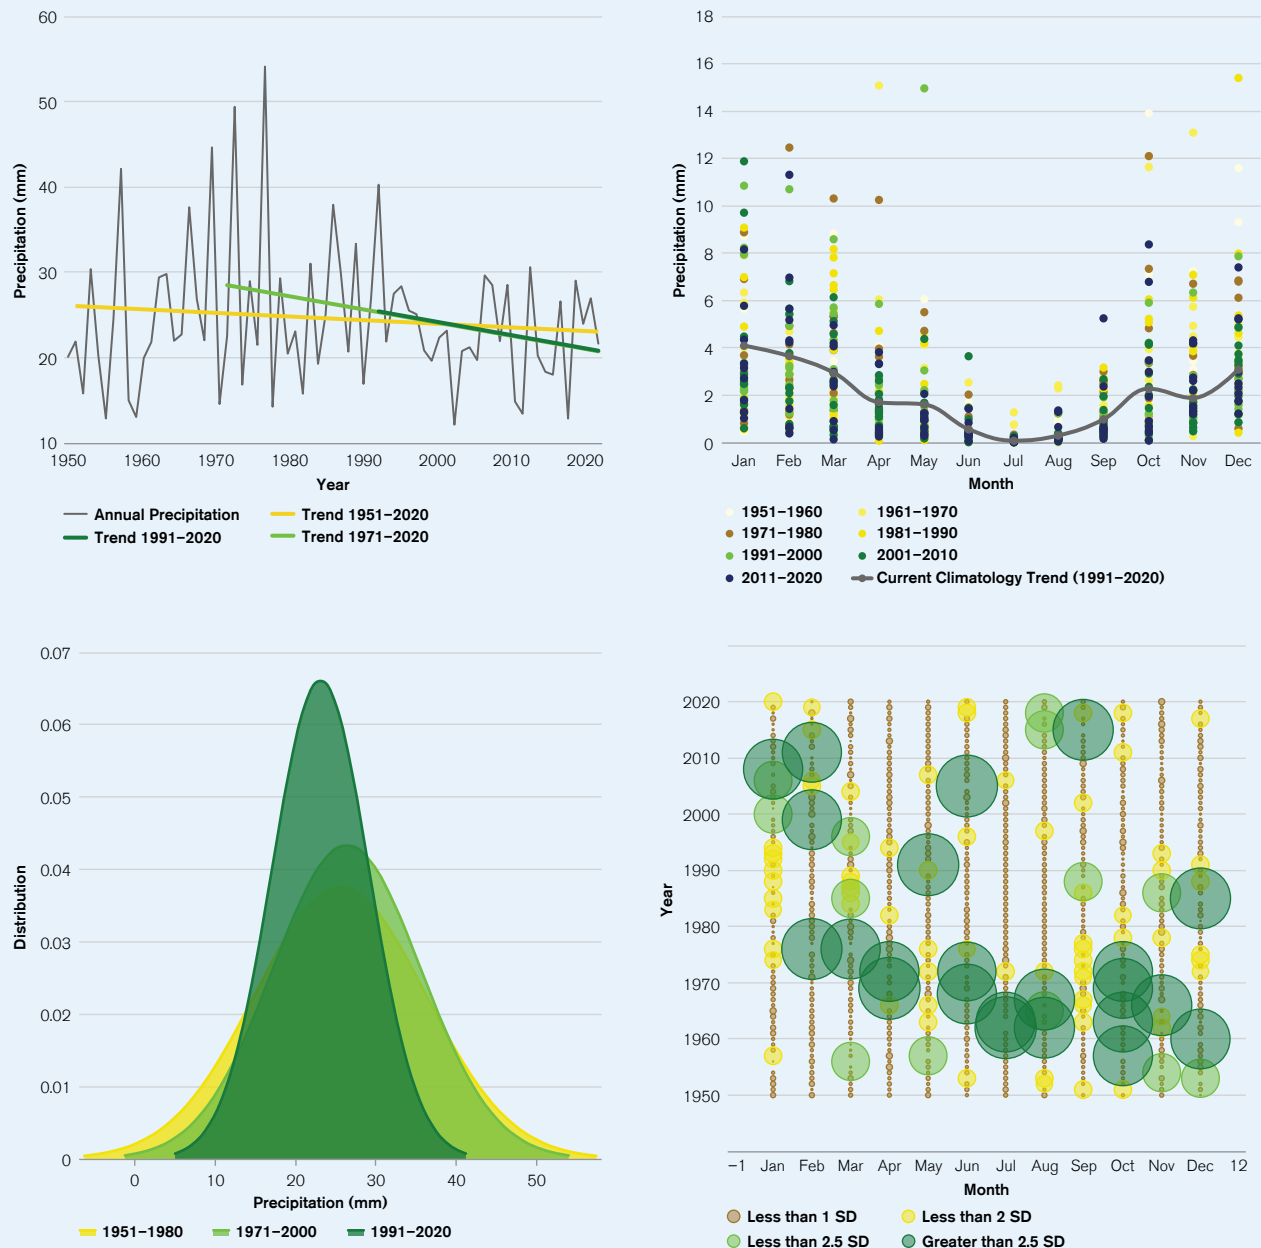 60
50
40
30
20
10
Precipitation (mm)
1950 1960 1970 1980 1990 2000 2010 2020
Year
Annual Precipitation Trend 1951–2020
Trend 1991–2020 Trend 1971–2020
18
16
14
12
10
8
6
4
2
0
Precipitation (mm)
Jan Feb Mar Apr May Jun Jul Aug Sep Oct Nov Dec
Month
1951–1960 1961–1970
1971–1980 1981–1990
1991–2000 2001–2010
2011–2020 Current Climatology Trend (1991–2020)
0.07
0.06
0.05
0.04
0.03
0.02
0.01
0
Distribution
0 10 20 30 40 50
Precipitation (mm)
1951–1980 1971–2000 1991–2020
2020
2010
2000
1990
1980
1970
1960
1950
Year
–1 Jan Feb Mar Apr May Jun Jul Aug Sep Oct Nov Dec 12
Month
Less than 1 SD Less than 2 SD
Less than 2.5 SD Greater than 2.5 SD